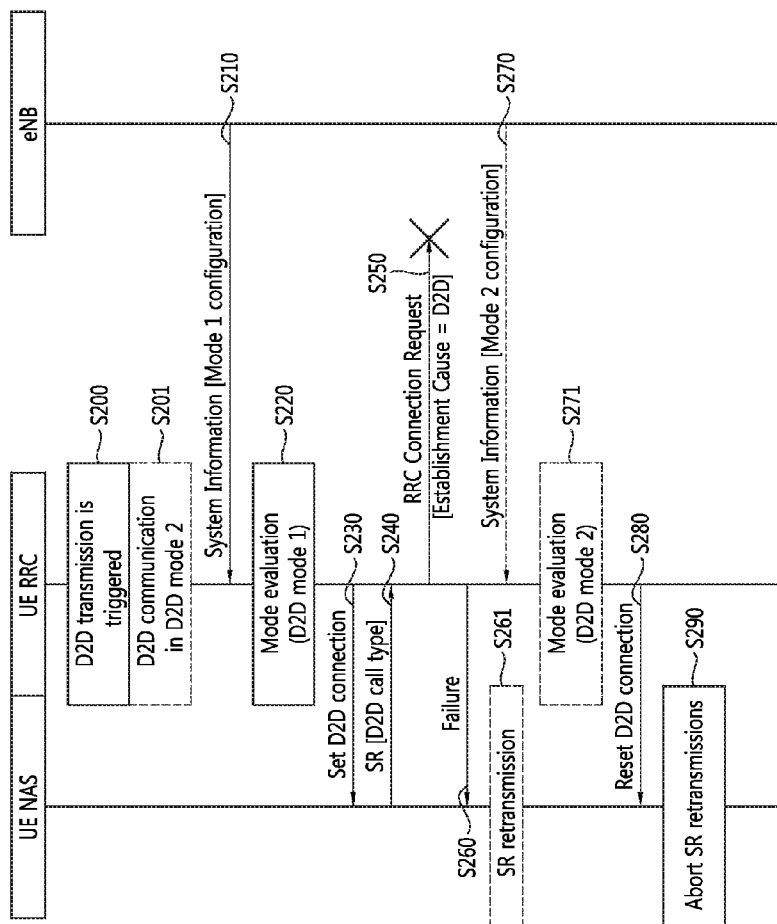 UE NAS
UE RRC
eNB
D2D transmission is
triggered
S200
D2D communication
in D2D mode 2
S201
System Information [Mode 1 configuration]
S210
Mode evaluation
(D2D mode 1)
S220
Set D2D connection
S230
SR [D2D call type]
S240
S250
RRC Connection Request
[Establishment Cause = D2D]
Failure
S260
SR retransmission
S261
System Information [Mode 2 configuration]
S270
Mode evaluation
(D2D mode 2)
S271
Reset D2D connection
S280
Abort SR retransmissions
S290